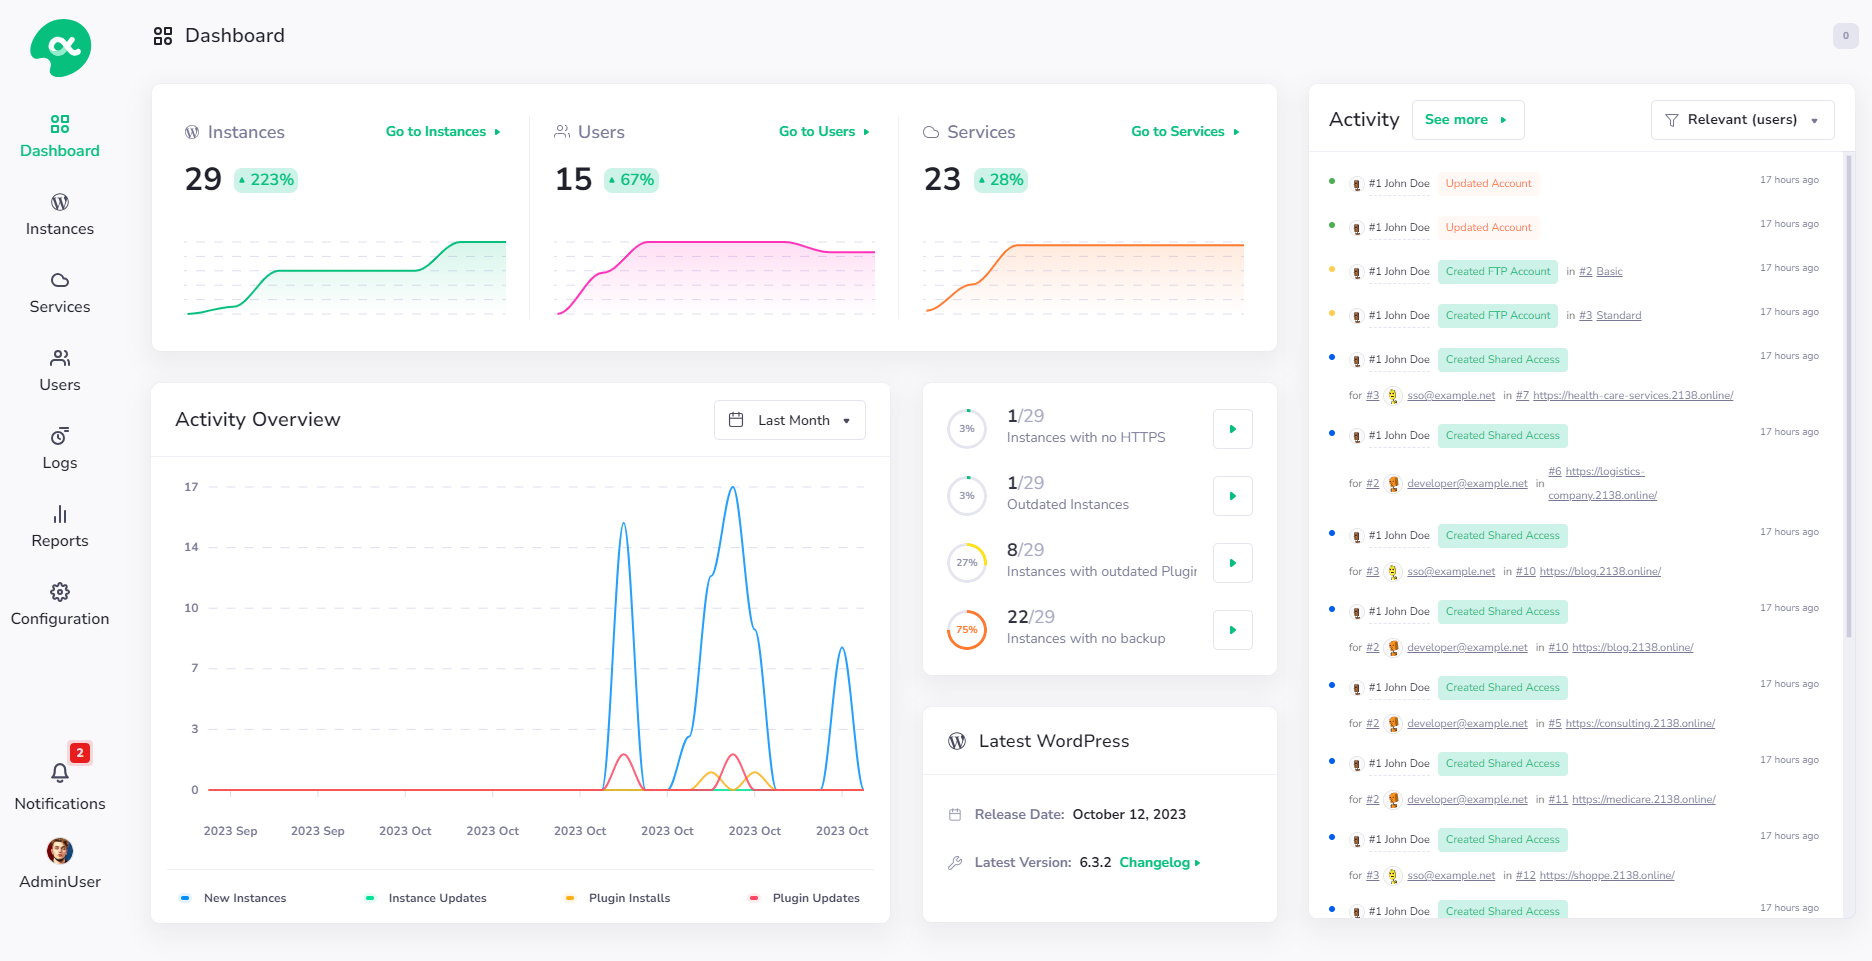 Dashboard
0
Dashboard
Instances
Services
Users
Logs
Reports
Configuration
2
Notifications
AdminUser
Instances
Go to Instances
29
223%
Users
Go to Users
15
67%
Services
Go to Services
23
28%
Activity Overview
Last Month
17
14
10
7
3
0
2023 Sep 2023 Sep 2023 Oct 2023 Oct 2023 Oct 2023 Oct 2023 Oct 2023 Oct
New Instances Instance Updates Plugin Installs Plugin Updates
3%
1/29
Instances with no HTTPS
3%
1/29
Outdated Instances
27%
8/29
Instances with outdated Plugin
75%
22/29
Instances with no backup
Latest WordPress
Release Date: October 12, 2023
Latest Version: 6.3.2 Changelog
Activity
See more
Relevant (users)
#1 John Doe Updated Account 17 hours ago
#1 John Doe Updated Account 17 hours ago
#1 John Doe Created FTP Account in #2 Basic 17 hours ago
#1 John Doe Created FTP Account in #3 Standard 17 hours ago
#1 John Doe Created Shared Access 17 hours ago
for #3 sso@example.net in #7 https://health-care-services.2138.online/
#1 John Doe Created Shared Access 17 hours ago
for #2 developer@example.net in #6 https://logistics-
company.2138.online/
#1 John Doe Created Shared Access 17 hours ago
for #3 sso@example.net in #10 https://blog.2138.online/
#1 John Doe Created Shared Access 17 hours ago
for #2 developer@example.net in #10 https://blog.2138.online/
#1 John Doe Created Shared Access 17 hours ago
for #2 developer@example.net in #5 https://consulting.2138.online/
#1 John Doe Created Shared Access 17 hours ago
for #2 developer@example.net in #11 https://medicare.2138.online/
#1 John Doe Created Shared Access 17 hours ago
for #3 sso@example.net in #12 https://shoppe.2138.online/
#1 John Doe Created Shared Access 17 hours ago